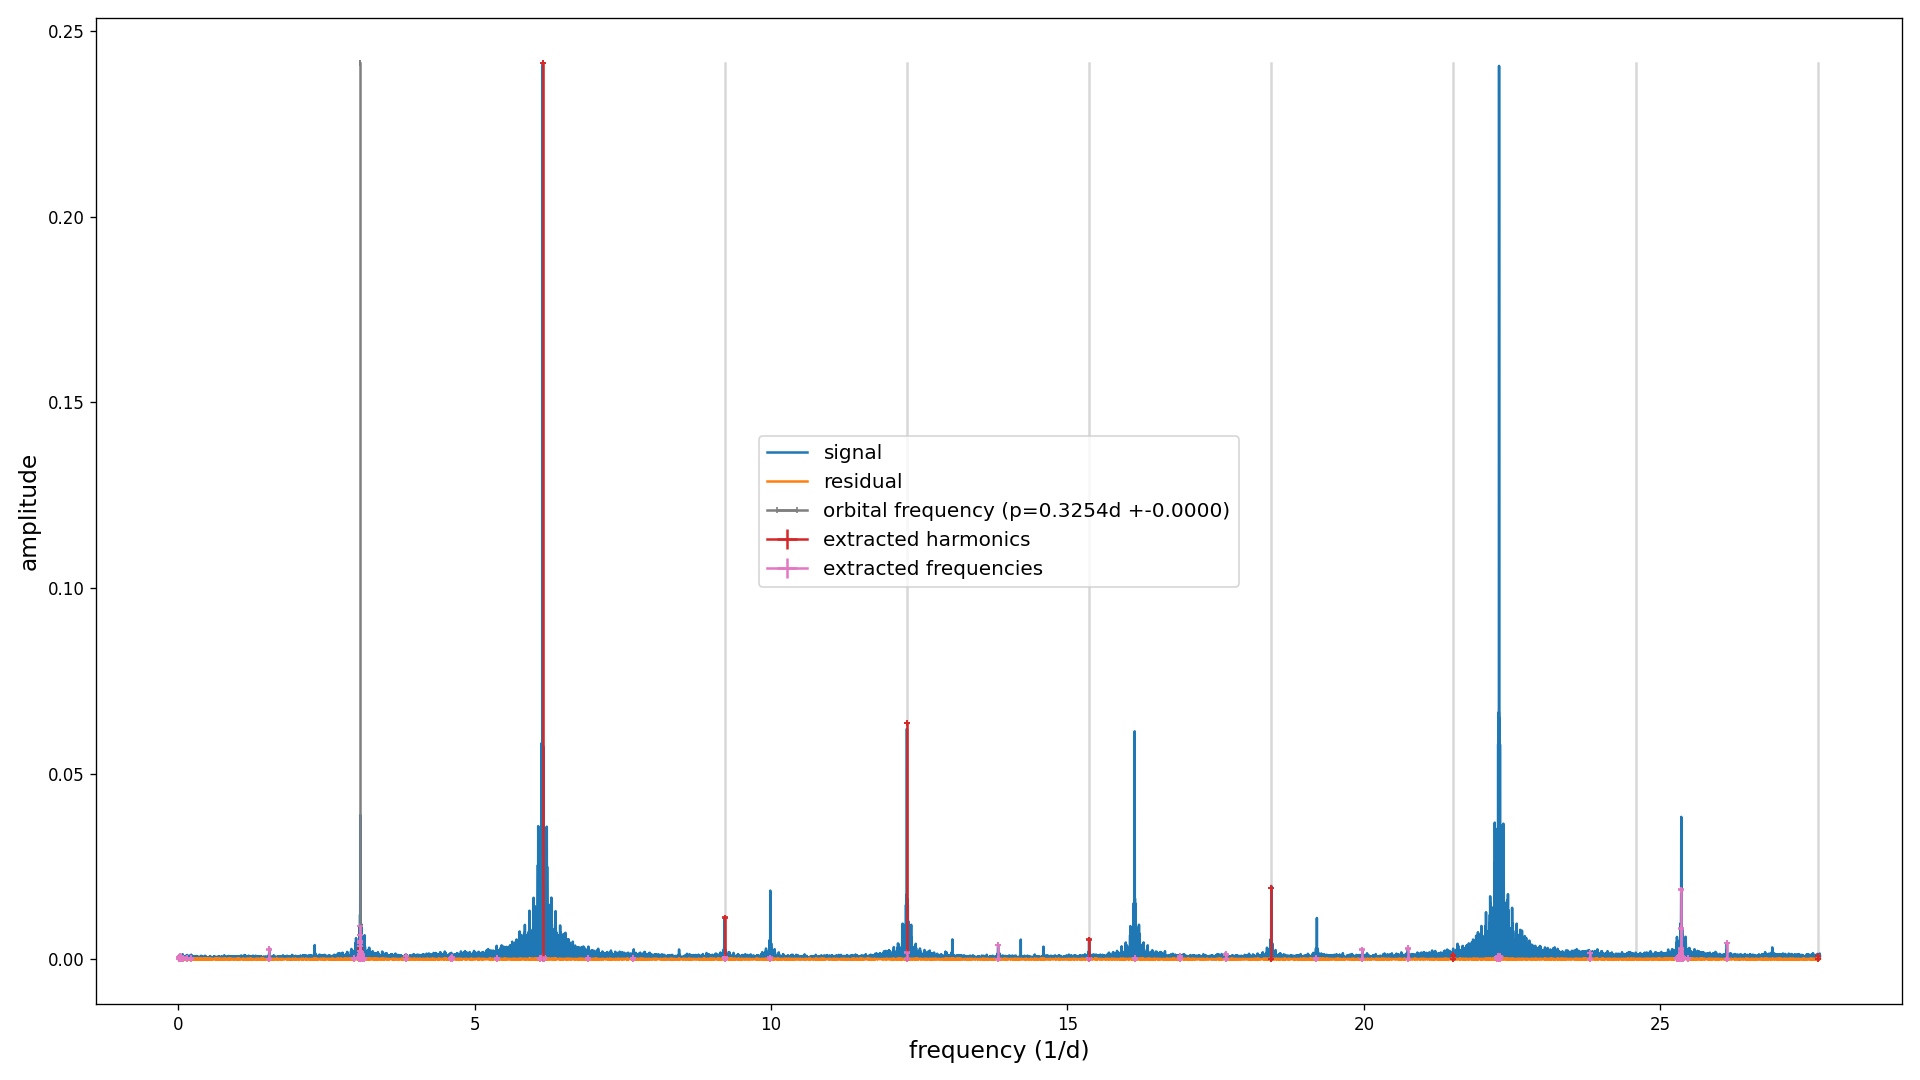 0.25
0.20
0.15
0.10
0.05
0.00
amplitude
signal
residual
orbital frequency (p=0.3254d +-0.0000)
extracted harmonics
extracted frequencies
0 5 10 15 20 25
frequency (1/d)